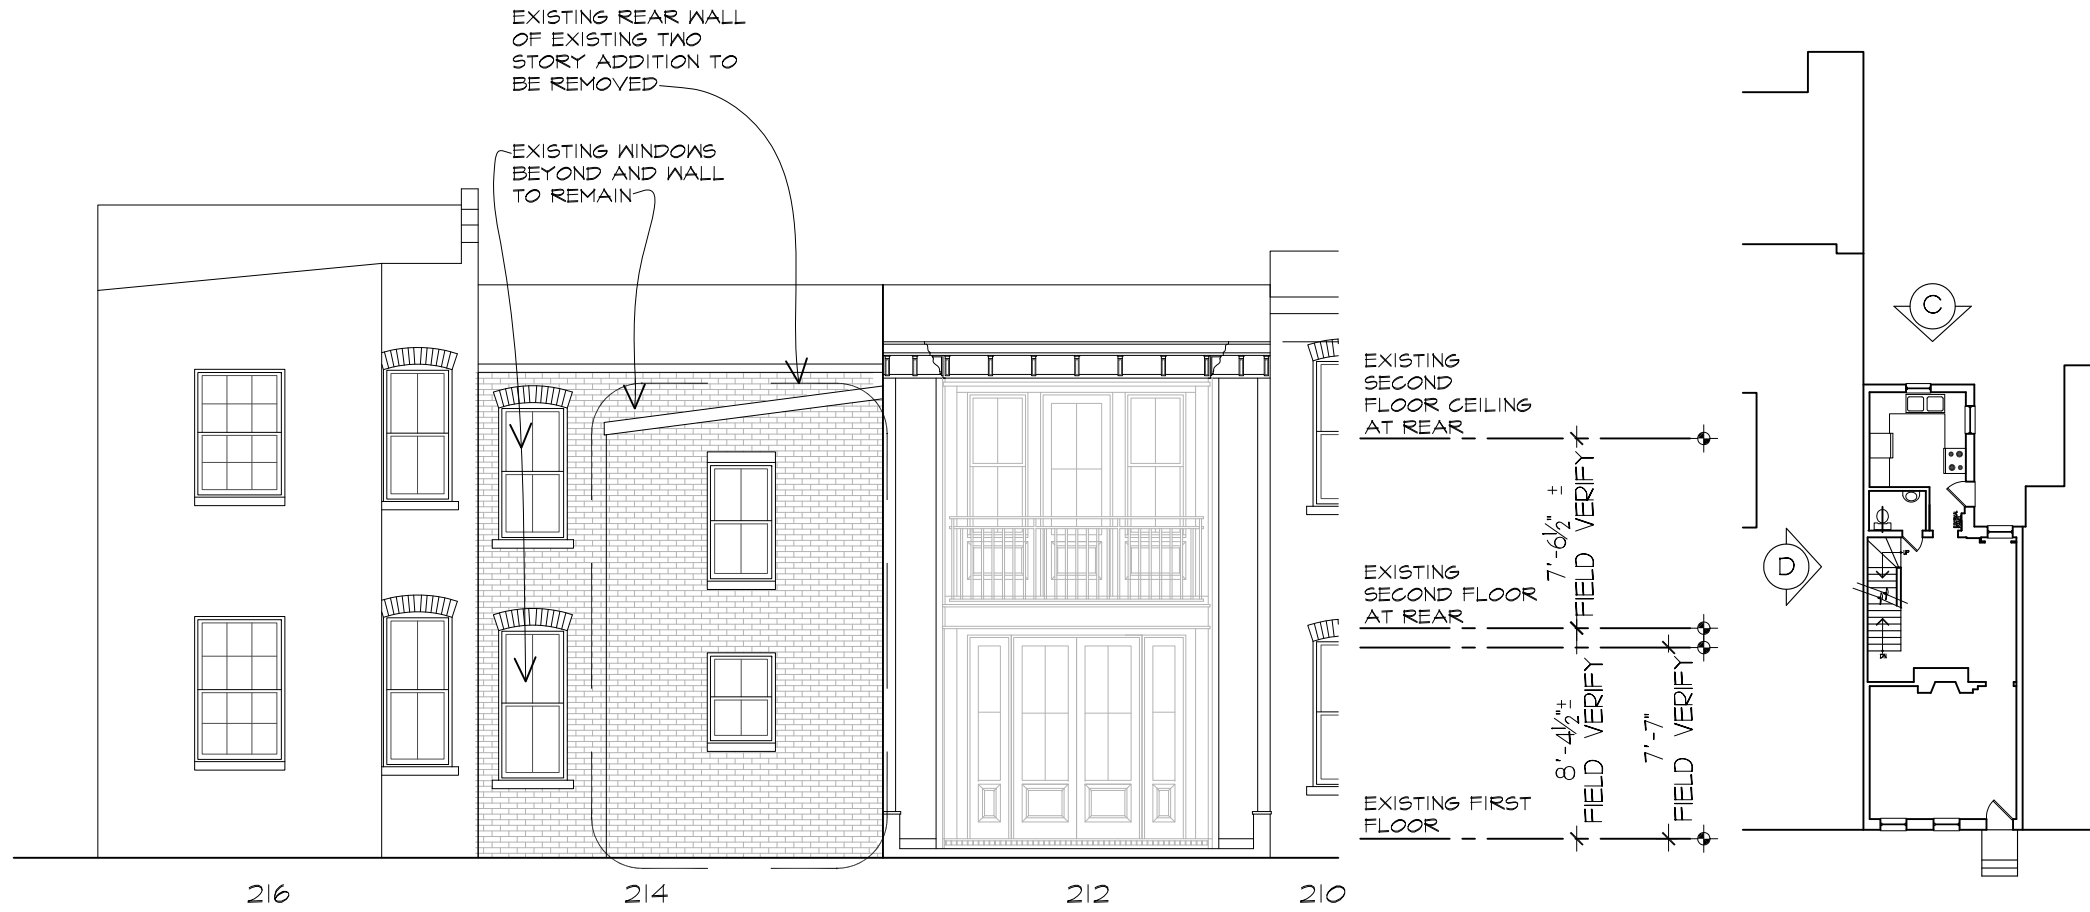 EXISTING REAR WALL
OF EXISTING TWO
STORY ADDITION TO
BE REMOVED
EXISTING WINDOWS
BEYOND AND WALL
TO REMAIN
EXISTING
SECOND
FLOOR CEILING
AT REAR
EXISTING
SECOND FLOOR
AT REAR
EXISTING FIRST
FLOOR
7'-6½" ±
FIELD VERIFY
8'-4½"±
FIELD VERIFY
7'-7"
FIELD VERIFY
C
D
UP
DN
216
214
212
210